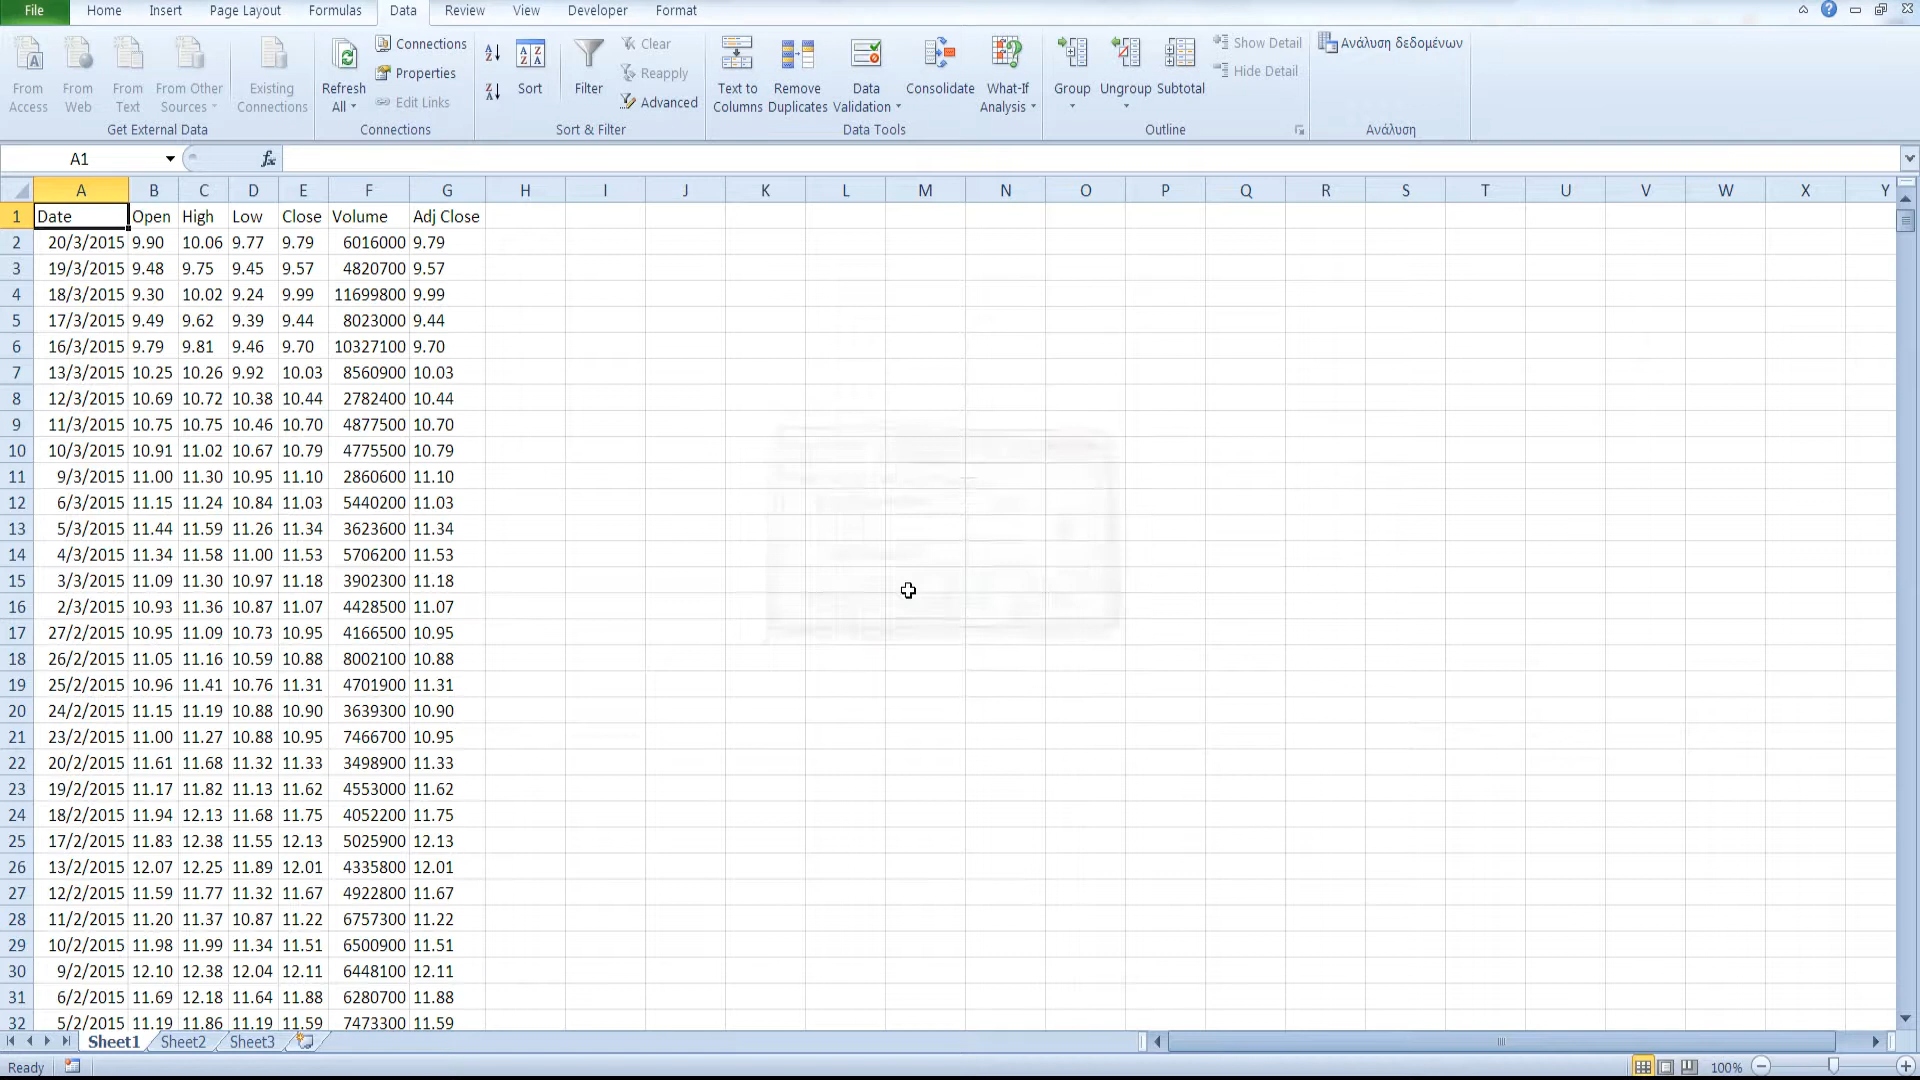 File Home Insert Page Layout Formulas Data Review View Developer Format
From Access
From Web
From Text
From Other Sources
Existing Connections
Get External Data
Refresh All
Connections
Properties
Edit Links
Connections
Sort
Filter
Clear
Reapply
Advanced
Sort & Filter
Text to Columns
Remove Duplicates
Data Validation
Consolidate
What-If Analysis
Data Tools
Group
Ungroup
Subtotal
Show Detail
Hide Detail
Outline
Ανάλυση δεδομένων
Ανάλυση
A1 fx
A B C D E F G H I J K L M N O P Q R S T U V W X Y
1 Date Open High Low Close Volume Adj Close
2 20/3/2015 9.90 10.06 9.77 9.79 6016000 9.79
3 19/3/2015 9.48 9.75 9.45 9.57 4820700 9.57
4 18/3/2015 9.30 10.02 9.24 9.99 11699800 9.99
5 17/3/2015 9.49 9.62 9.39 9.44 8023000 9.44
6 16/3/2015 9.79 9.81 9.46 9.70 10327100 9.70
7 13/3/2015 10.25 10.26 9.92 10.03 8560900 10.03
8 12/3/2015 10.69 10.72 10.38 10.44 2782400 10.44
9 11/3/2015 10.75 10.75 10.46 10.70 4877500 10.70
10 10/3/2015 10.91 11.02 10.67 10.79 4775500 10.79
11 9/3/2015 11.00 11.30 10.95 11.10 2860600 11.10
12 6/3/2015 11.15 11.24 10.84 11.03 5440200 11.03
13 5/3/2015 11.44 11.59 11.26 11.34 3623600 11.34
14 4/3/2015 11.34 11.58 11.00 11.53 5706200 11.53
15 3/3/2015 11.09 11.30 10.97 11.18 3902300 11.18
16 2/3/2015 10.93 11.36 10.87 11.07 4428500 11.07
17 27/2/2015 10.95 11.09 10.73 10.95 4166500 10.95
18 26/2/2015 11.05 11.16 10.59 10.88 8002100 10.88
19 25/2/2015 10.96 11.41 10.76 11.31 4701900 11.31
20 24/2/2015 11.15 11.19 10.88 10.90 3639300 10.90
21 23/2/2015 11.00 11.27 10.88 10.95 7466700 10.95
22 20/2/2015 11.61 11.68 11.32 11.33 3498900 11.33
23 19/2/2015 11.17 11.82 11.13 11.62 4553000 11.62
24 18/2/2015 11.94 12.13 11.68 11.75 4052200 11.75
25 17/2/2015 11.83 12.38 11.55 12.13 5025900 12.13
26 13/2/2015 12.07 12.25 11.89 12.01 4335800 12.01
27 12/2/2015 11.59 11.77 11.32 11.67 4922800 11.67
28 11/2/2015 11.20 11.37 10.87 11.22 6757300 11.22
29 10/2/2015 11.98 11.99 11.34 11.51 6500900 11.51
30 9/2/2015 12.10 12.38 12.04 12.11 6448100 12.11
31 6/2/2015 11.69 12.18 11.64 11.88 6280700 11.88
32 5/2/2015 11.19 11.86 11.19 11.59 7473300 11.59
Sheet1 Sheet2 Sheet3
Ready 100%